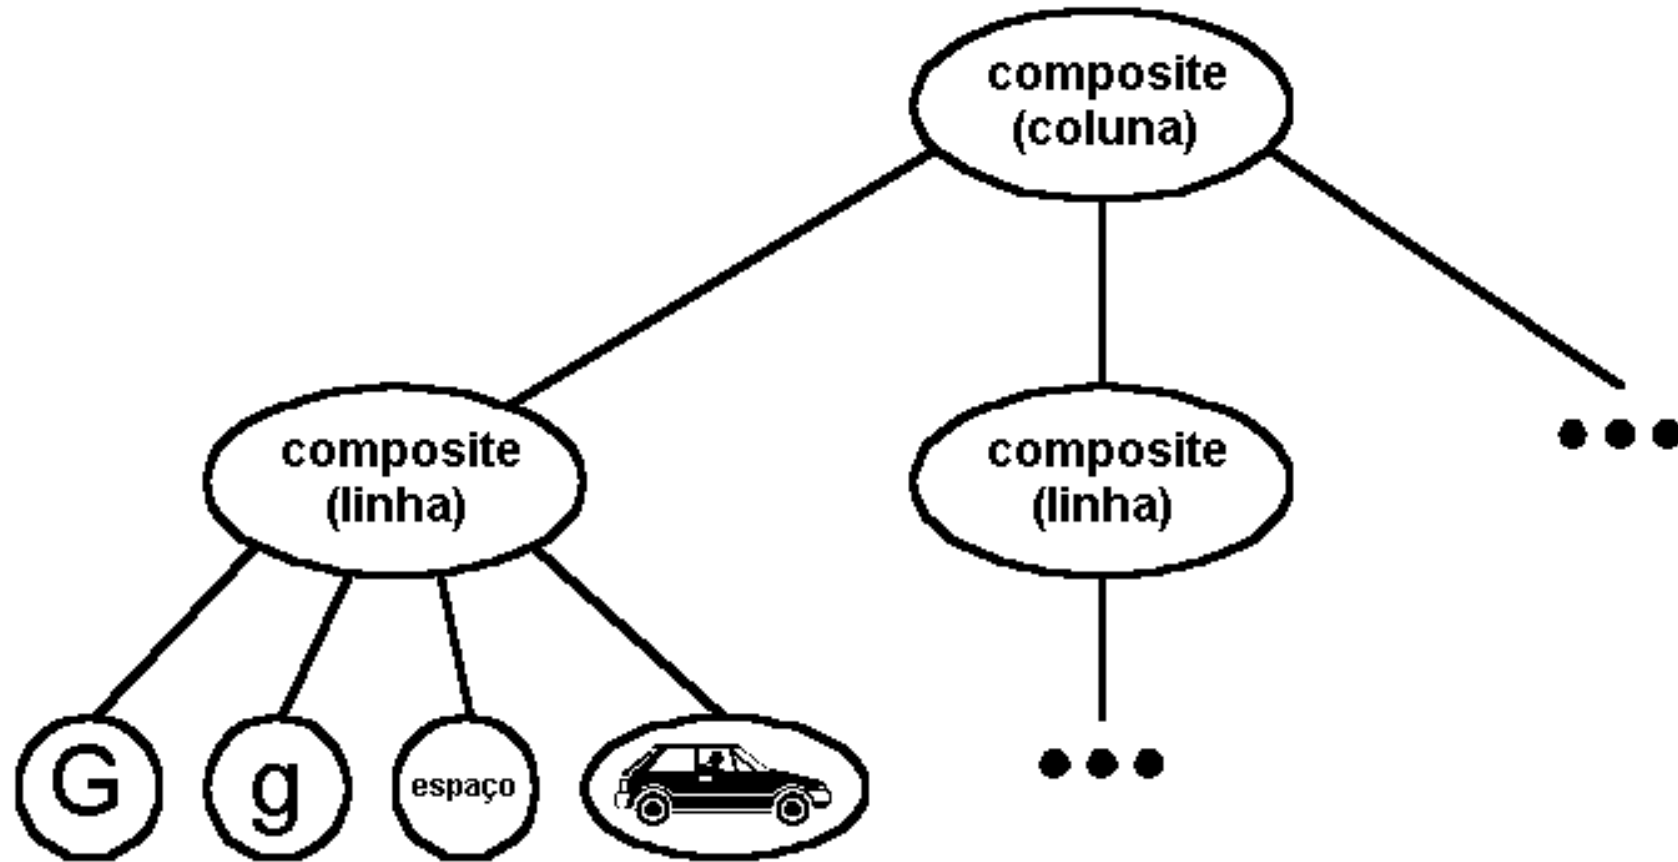 composite
(coluna)
composite
(linha)
composite
(linha)
G
g
espaço